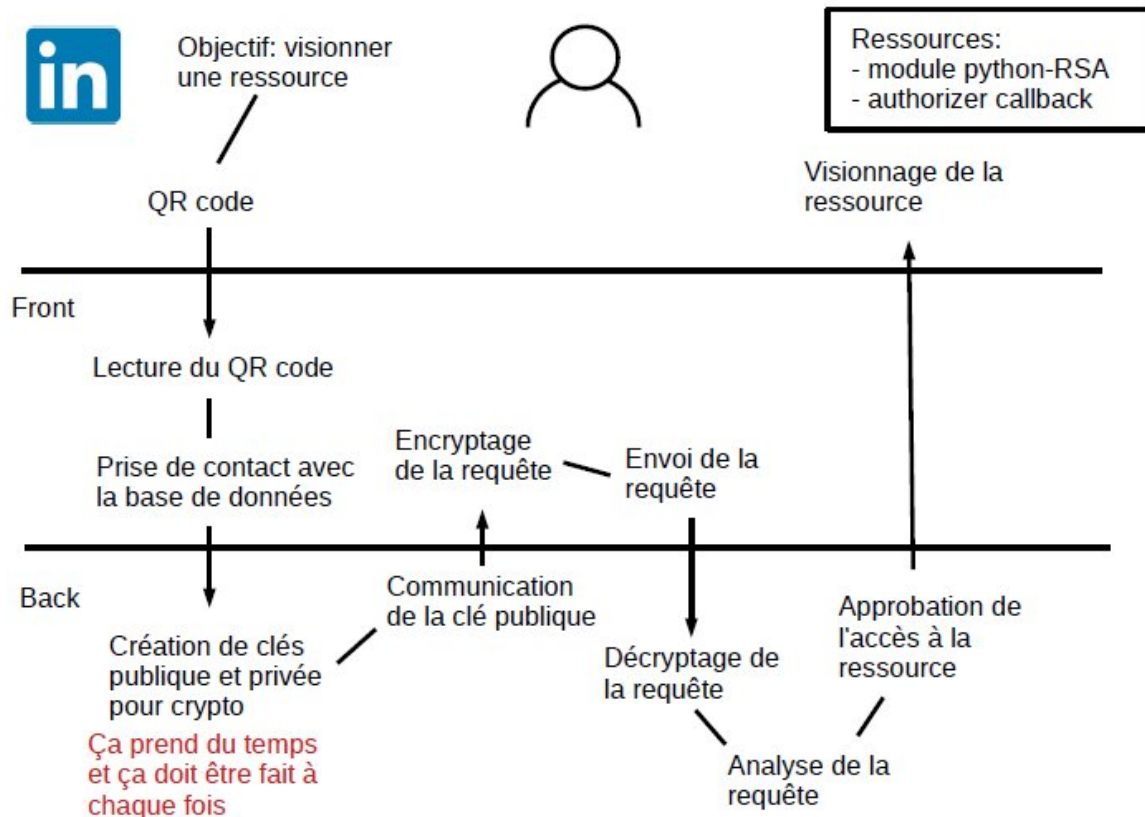 in
Objectif: visionner
une ressource
Ressources:
- module python-RSA
- authorizer callback
QR code
Visionnage de la
ressource
Front
Lecture du QR code
Prise de contact avec
la base de données
Encryptage
de la requête
Envoi de la
requête
Back
Création de clés
publique et privée
pour crypto
Ça prend du temps
et ça doit être fait à
chaque fois
Communication
de la clé publique
Décryptage de
la requête
Analyse de la
requête
Approbation de
l'accès à la
ressource